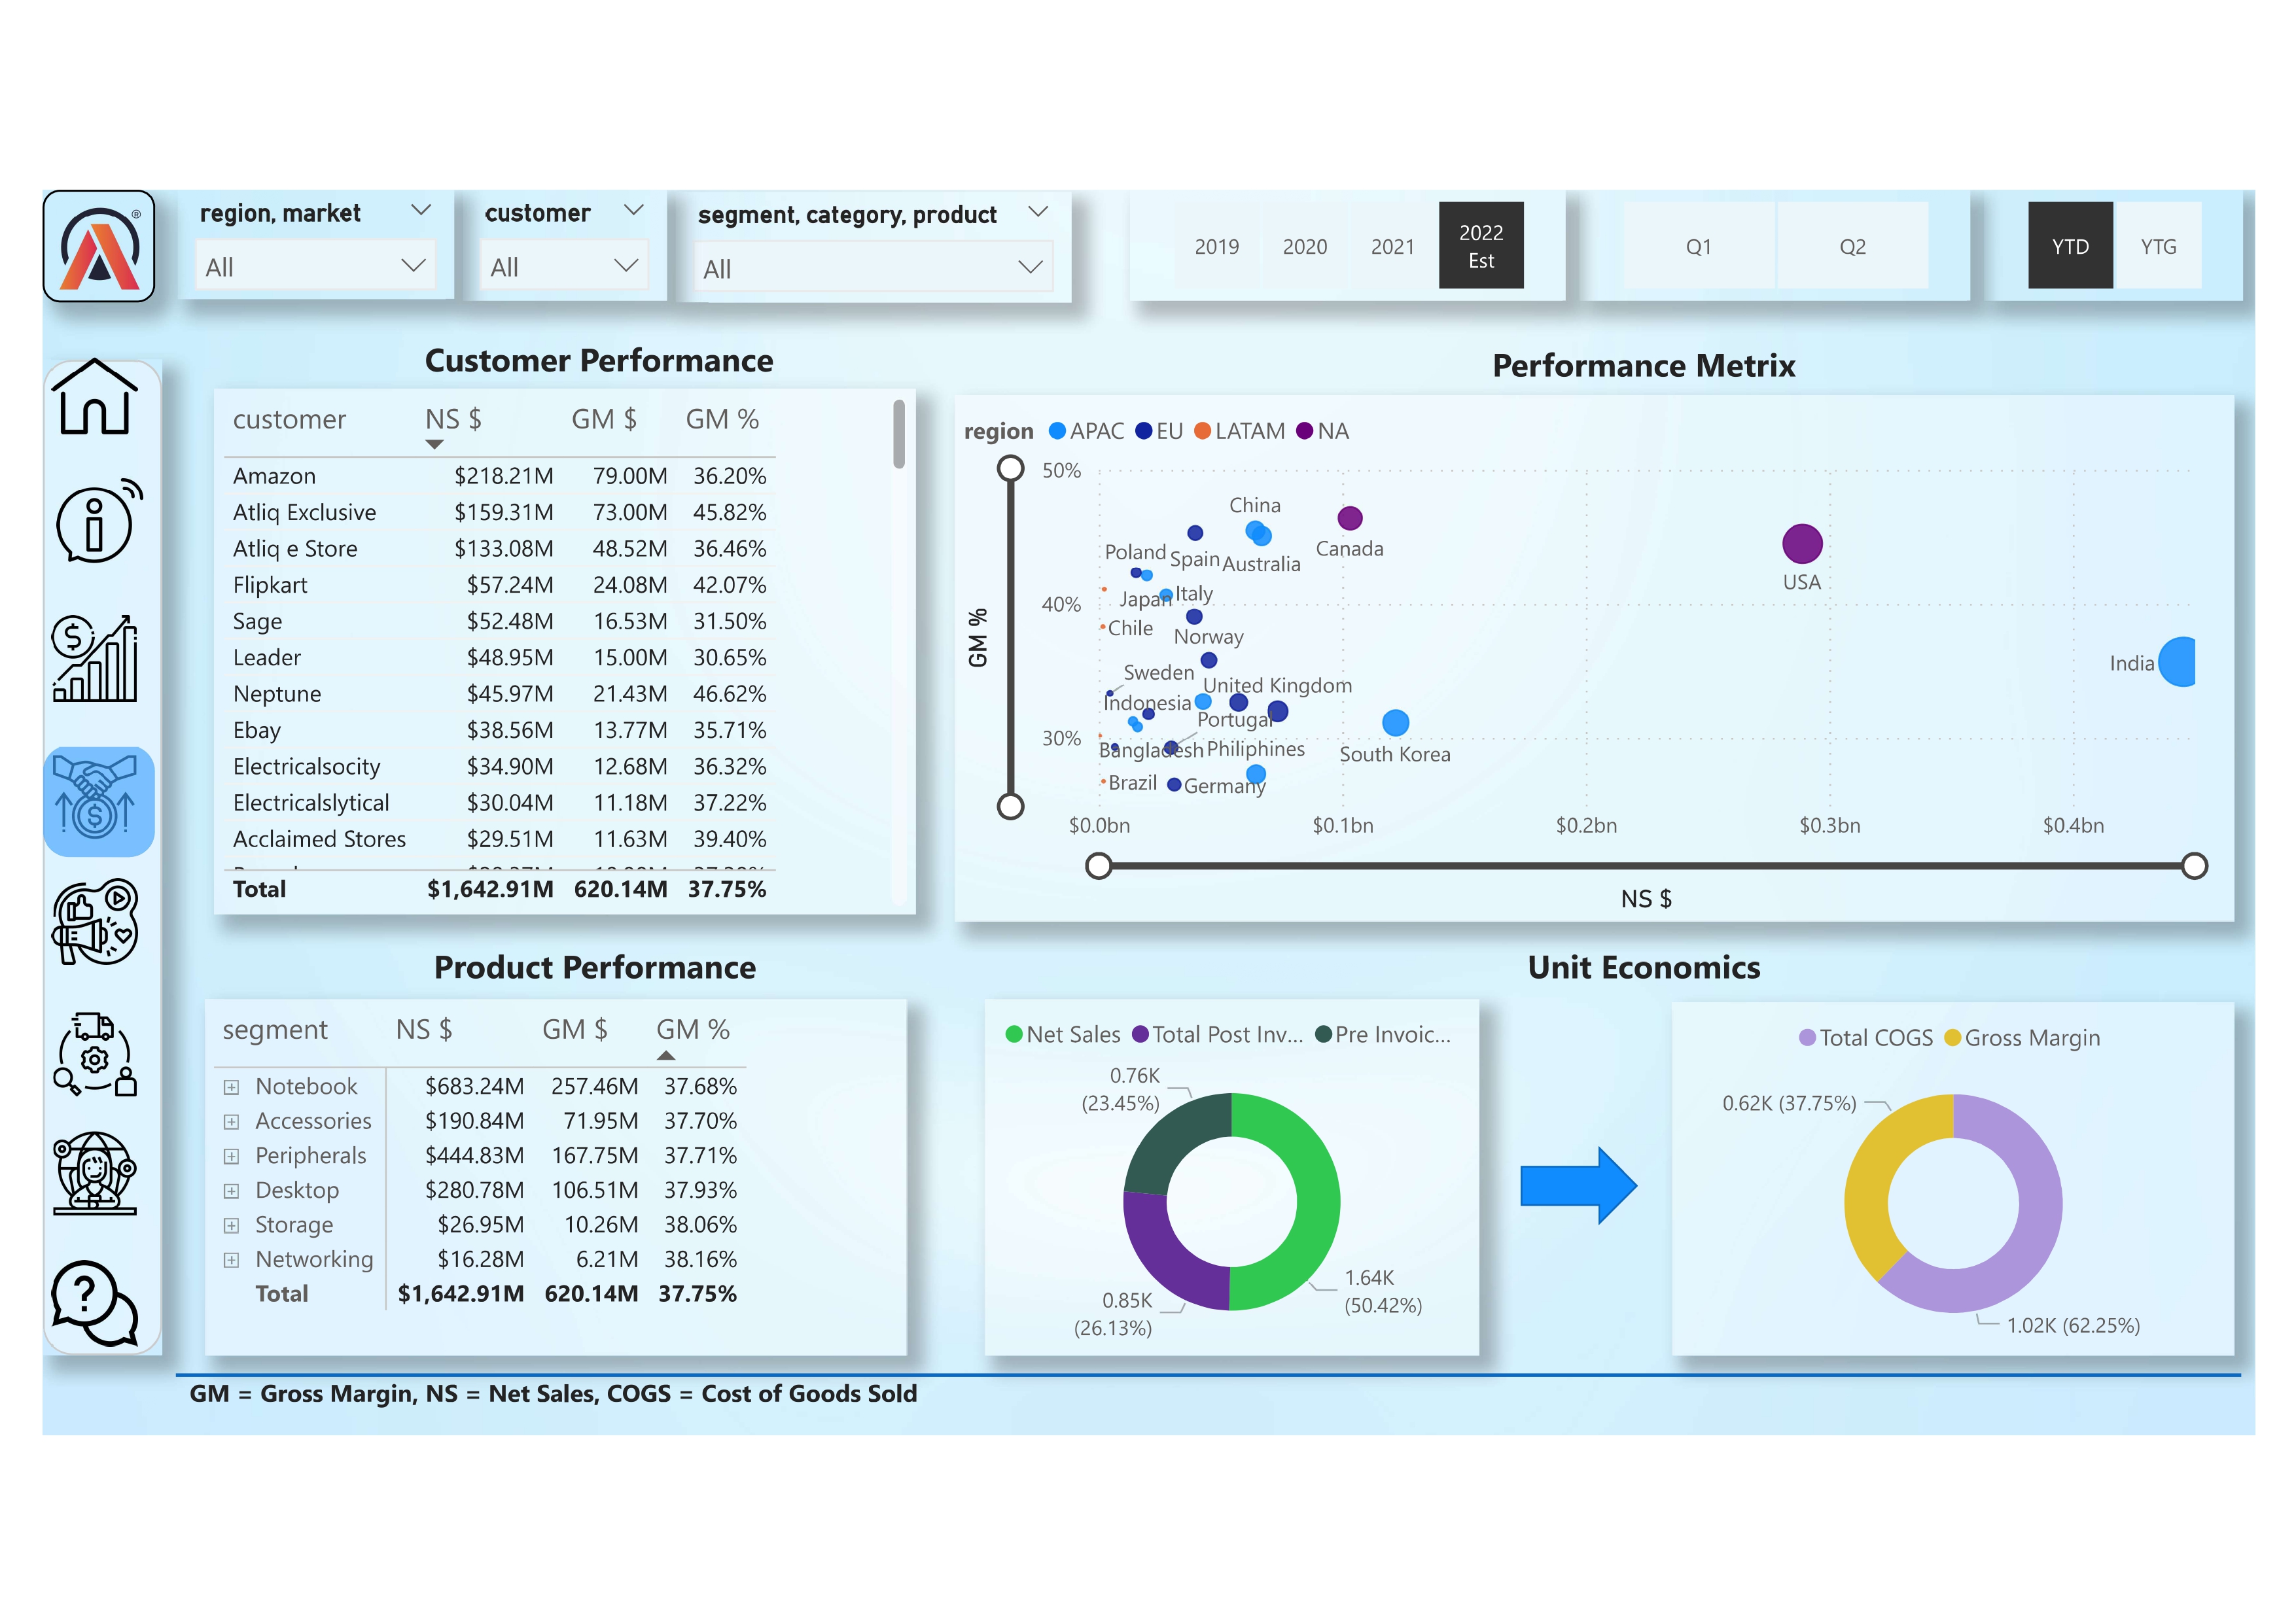 ®
region, market
All
customer
All
segment, category, product
All
2019
2020
2021
2022
Est
Q1
Q2
YTD
YTG
Customer Performance
customer NS $ GM $ GM %
Amazon $218.21M 79.00M 36.20%
Atliq Exclusive $159.31M 73.00M 45.82%
Atliq e Store $133.08M 48.52M 36.46%
Flipkart $57.24M 24.08M 42.07%
Sage $52.48M 16.53M 31.50%
Leader $48.95M 15.00M 30.65%
Neptune $45.97M 21.43M 46.62%
Ebay $38.56M 13.77M 35.71%
Electricalsocity $34.90M 12.68M 36.32%
Electricalslytical $30.04M 11.18M 37.22%
Acclaimed Stores $29.51M 11.63M 39.40%
Total $1,642.91M 620.14M 37.75%
Performance Metrix
region APAC EU LATAM NA
GM %
50%
40%
30%
China
Canada
Poland
Spain
Australia
USA
Japan
Italy
Chile
Norway
India
Sweden
United Kingdom
Indonesia
Portugal
Bangladesh
Philiphines
South Korea
Brazil
Germany
$0.0bn
$0.1bn
$0.2bn
$0.3bn
$0.4bn
NS $
Product Performance
segment NS $ GM $ GM %
Notebook $683.24M 257.46M 37.68%
Accessories $190.84M 71.95M 37.70%
Peripherals $444.83M 167.75M 37.71%
Desktop $280.78M 106.51M 37.93%
Storage $26.95M 10.26M 38.06%
Networking $16.28M 6.21M 38.16%
Total $1,642.91M 620.14M 37.75%
Unit Economics
Net Sales Total Post Inv... Pre Invoic...
0.76K
(23.45%)
1.64K
(50.42%)
0.85K
(26.13%)
Total COGS Gross Margin
0.62K (37.75%)
1.02K (62.25%)
GM = Gross Margin, NS = Net Sales, COGS = Cost of Goods Sold